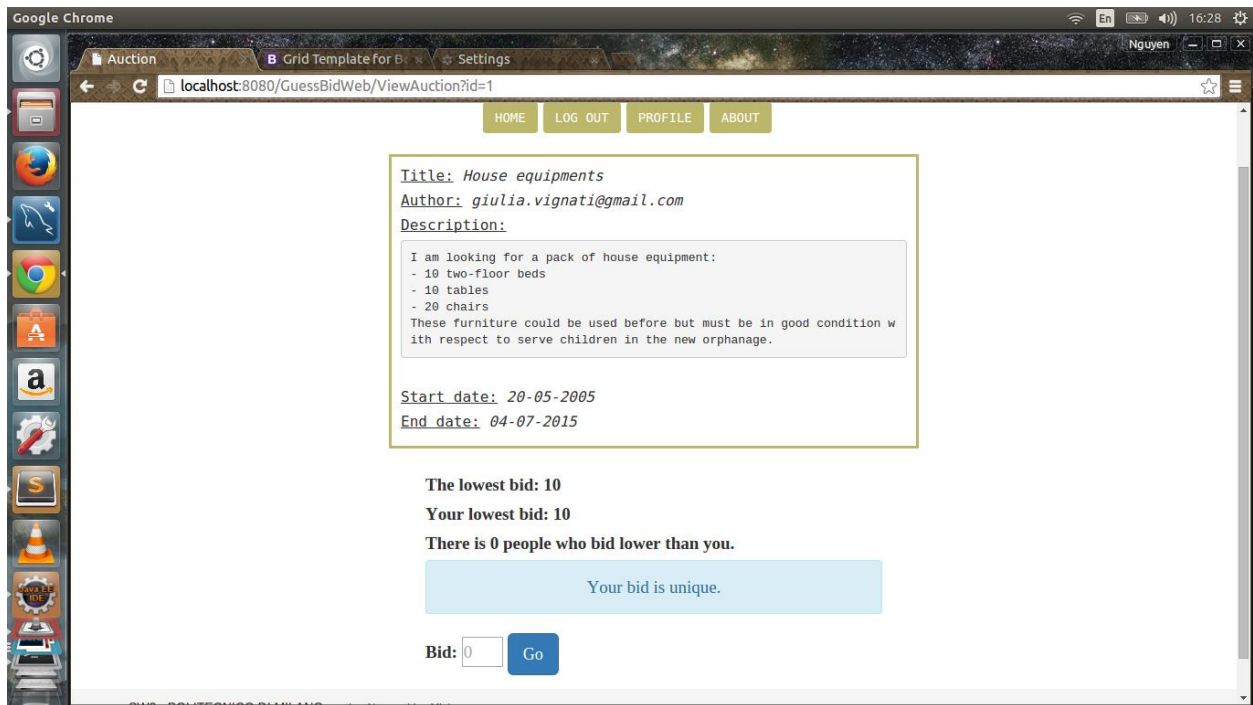 Google Chrome
En
16:28
Nguyen
Auction
B Grid Template for Bo
Settings
localhost:8080/GuessBidWeb/ViewAuction?id=1
HOME LOG OUT PROFILE ABOUT
Title: House equipments
Author: giulia.vignati@gmail.com
Description:
I am looking for a pack of house equipment:
- 10 two-floor beds
- 10 tables
- 20 chairs
These furniture could be used before but must be in good condition w
ith respect to serve children in the new orphanage.
Start date: 20-05-2005
End date: 04-07-2015
The lowest bid: 10
Your lowest bid: 10
There is 0 people who bid lower than you.
Your bid is unique.
Bid: 0 Go
POLITECNICO DI MILANO